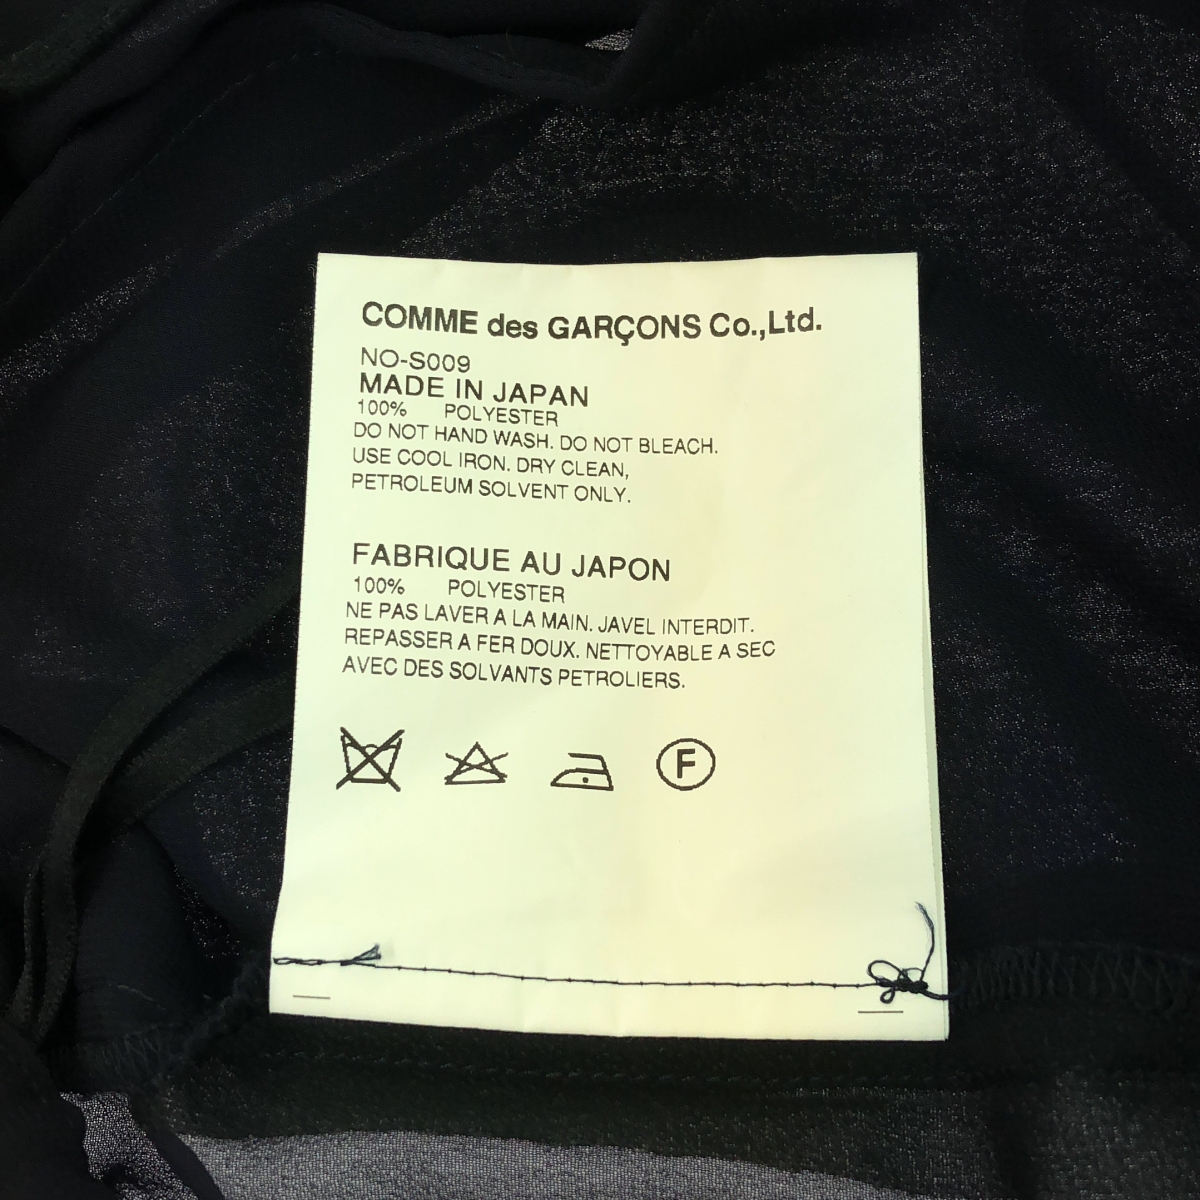 COMME des GARÇONS Co.,Ltd.
NO-S009
MADE IN JAPAN
100% POLYESTER
DO NOT HAND WASH. DO NOT BLEACH.
USE COOL IRON. DRY CLEAN,
PETROLEUM SOLVENT ONLY.
FABRIQUE AU JAPON
100% POLYESTER
NE PAS LAVER A LA MAIN. JAVEL INTERDIT.
REPASSER A FER DOUX. NETTOYABLE A SEC
AVEC DES SOLVANTS PETROLIERS.
F